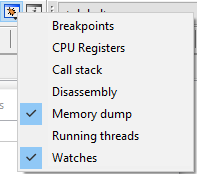 Breakpoints
CPU Registers
Call stack
Disassembly
Memory dump
Running threads
Watches